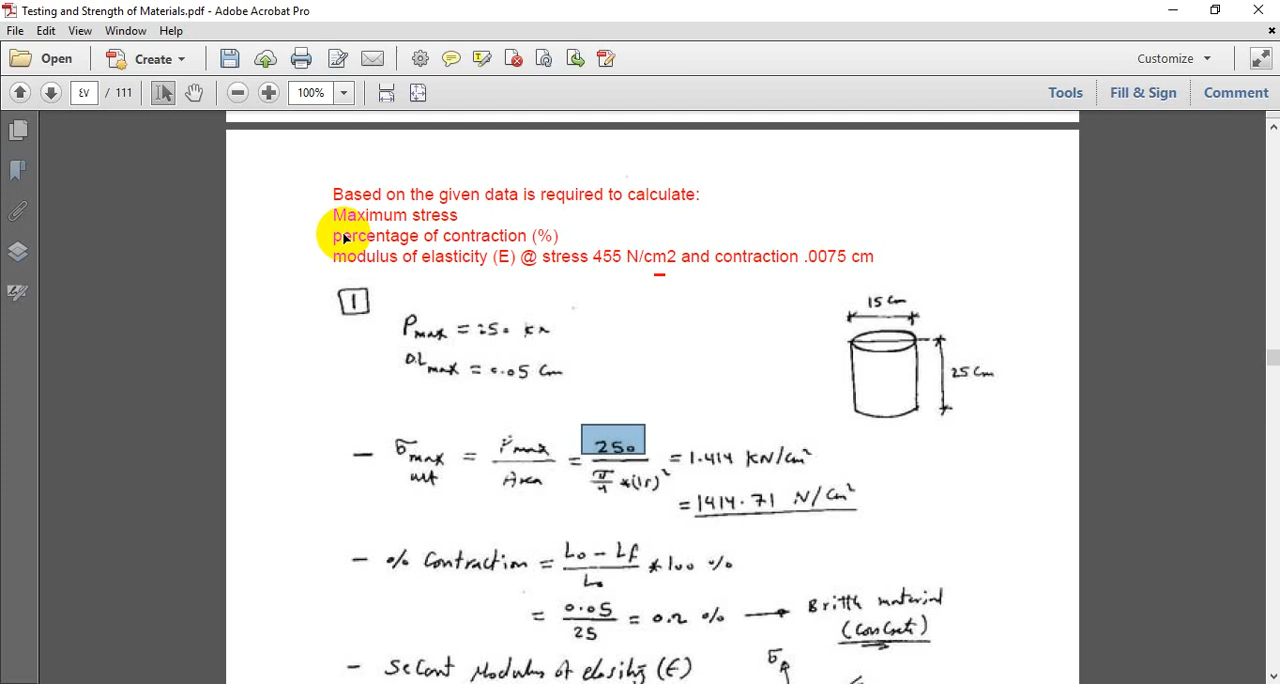 Testing and Strength of Materials.pdf - Adobe Acrobat Pro
File Edit View Window Help
Open Create Customize
٤٧ / 111 100% Tools Fill & Sign Comment
Based on the given data is required to calculate:
Maximum stress
percentage of contraction (%)
modulus of elasticity (E) @ stress 455 N/cm2 and contraction .0075 cm
1
15 Cm
Pmax = 250 kN
ΔLmax = 0.05 Cm
25 Cm
- σmax ult = Pmax / Area = 250 / π/4 *(15)² = 1.414 KN/cm²
= 1414.71 N/Cm²
- % Contraction = Lo - Lf / Lo * 100 %
= 0.05 / 25 = 0.2 % → Brittle material
(Concrete)
- Secant Modulus of elasticity (E)
σ